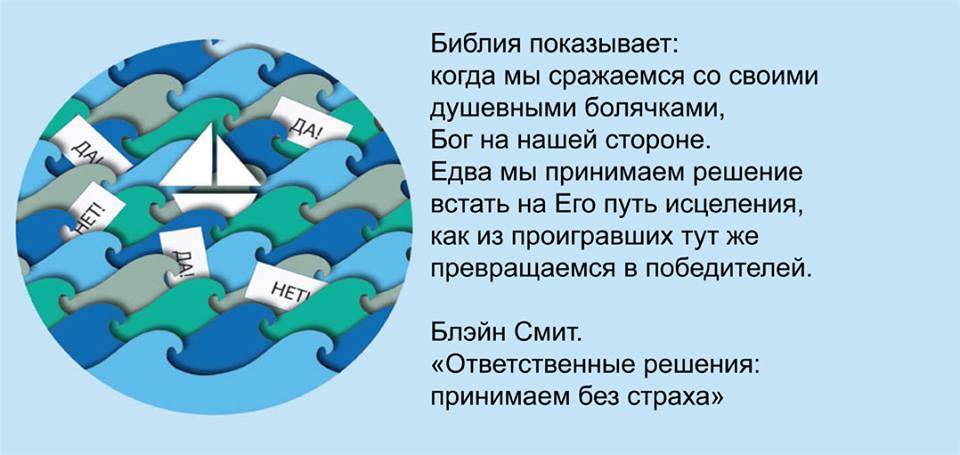 ДА!
ДА!
НЕТ!
ДА!
НЕТ!
Библия показывает:
когда мы сражаемся со своими
душевными болячками,
Бог на нашей стороне.
Едва мы принимаем решение
встать на Его путь исцеления,
как из проигравших тут же
превращаемся в победителей.
Блэйн Смит.
«Ответственные решения:
принимаем без страха»